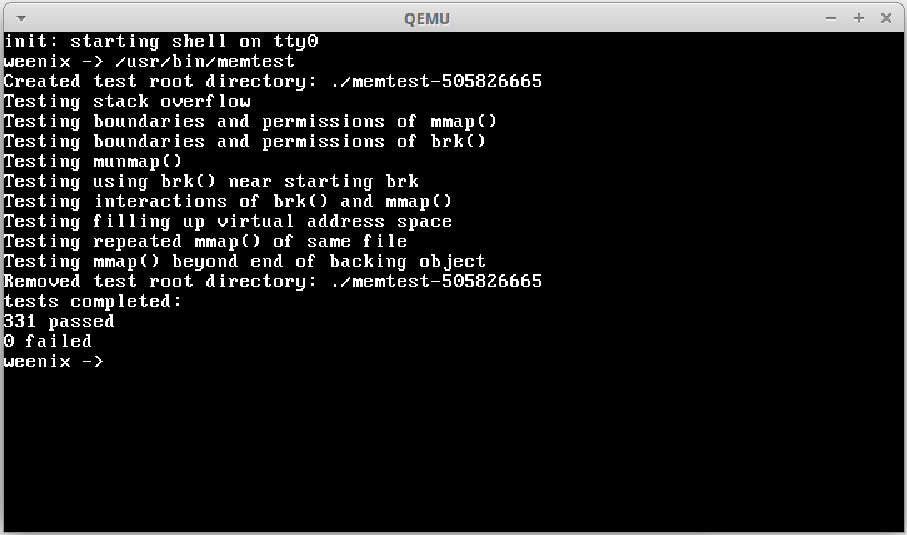 QEMU
init: starting shell on tty0
weenix -> /usr/bin/memtest
Created test root directory: ./memtest-505826665
Testing stack overflow
Testing boundaries and permissions of mmap()
Testing boundaries and permissions of brk()
Testing munmap()
Testing using brk() near starting brk
Testing interactions of brk() and mmap()
Testing filling up virtual address space
Testing repeated mmap() of same file
Testing mmap() beyond end of backing object
Removed test root directory: ./memtest-505826665
tests completed:
331 passed
0 failed
weenix ->